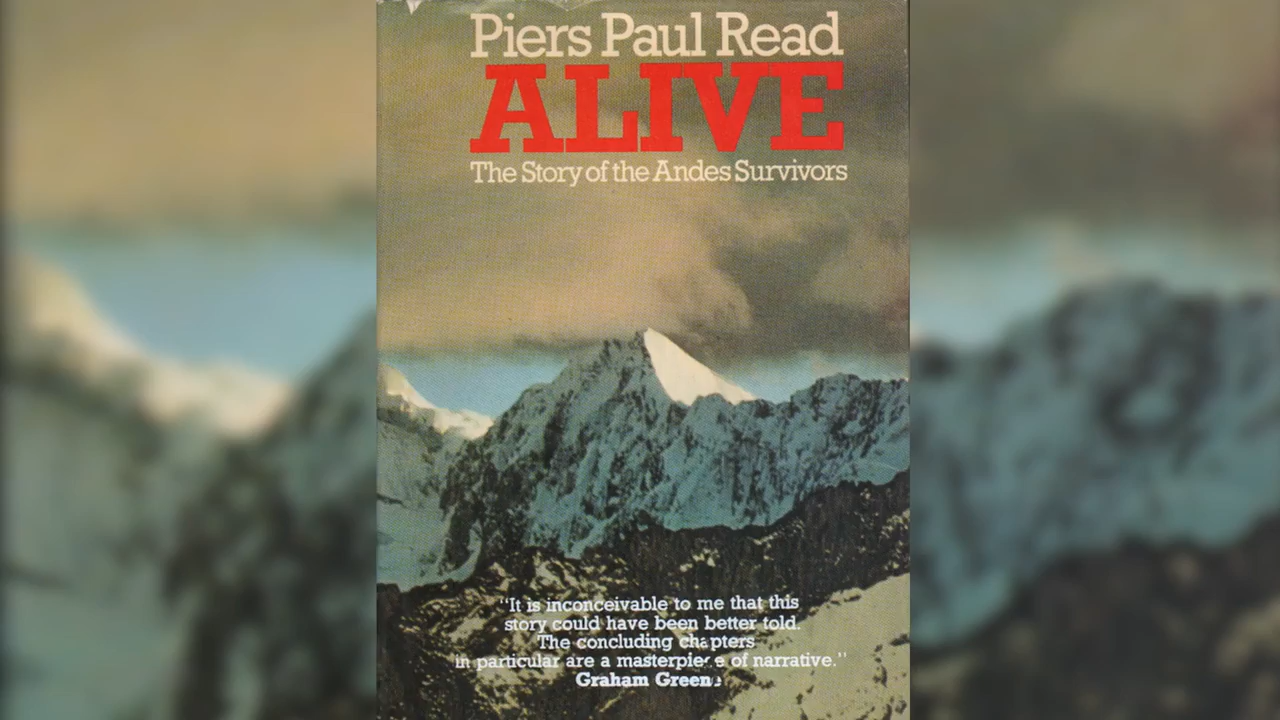 Piers Paul Read
ALIVE
The Story of the Andes Survivors
"It is inconceivable to me that this
story could have been better told.
The concluding chapters
in particular are a masterpiece of narrative."
Graham Greene